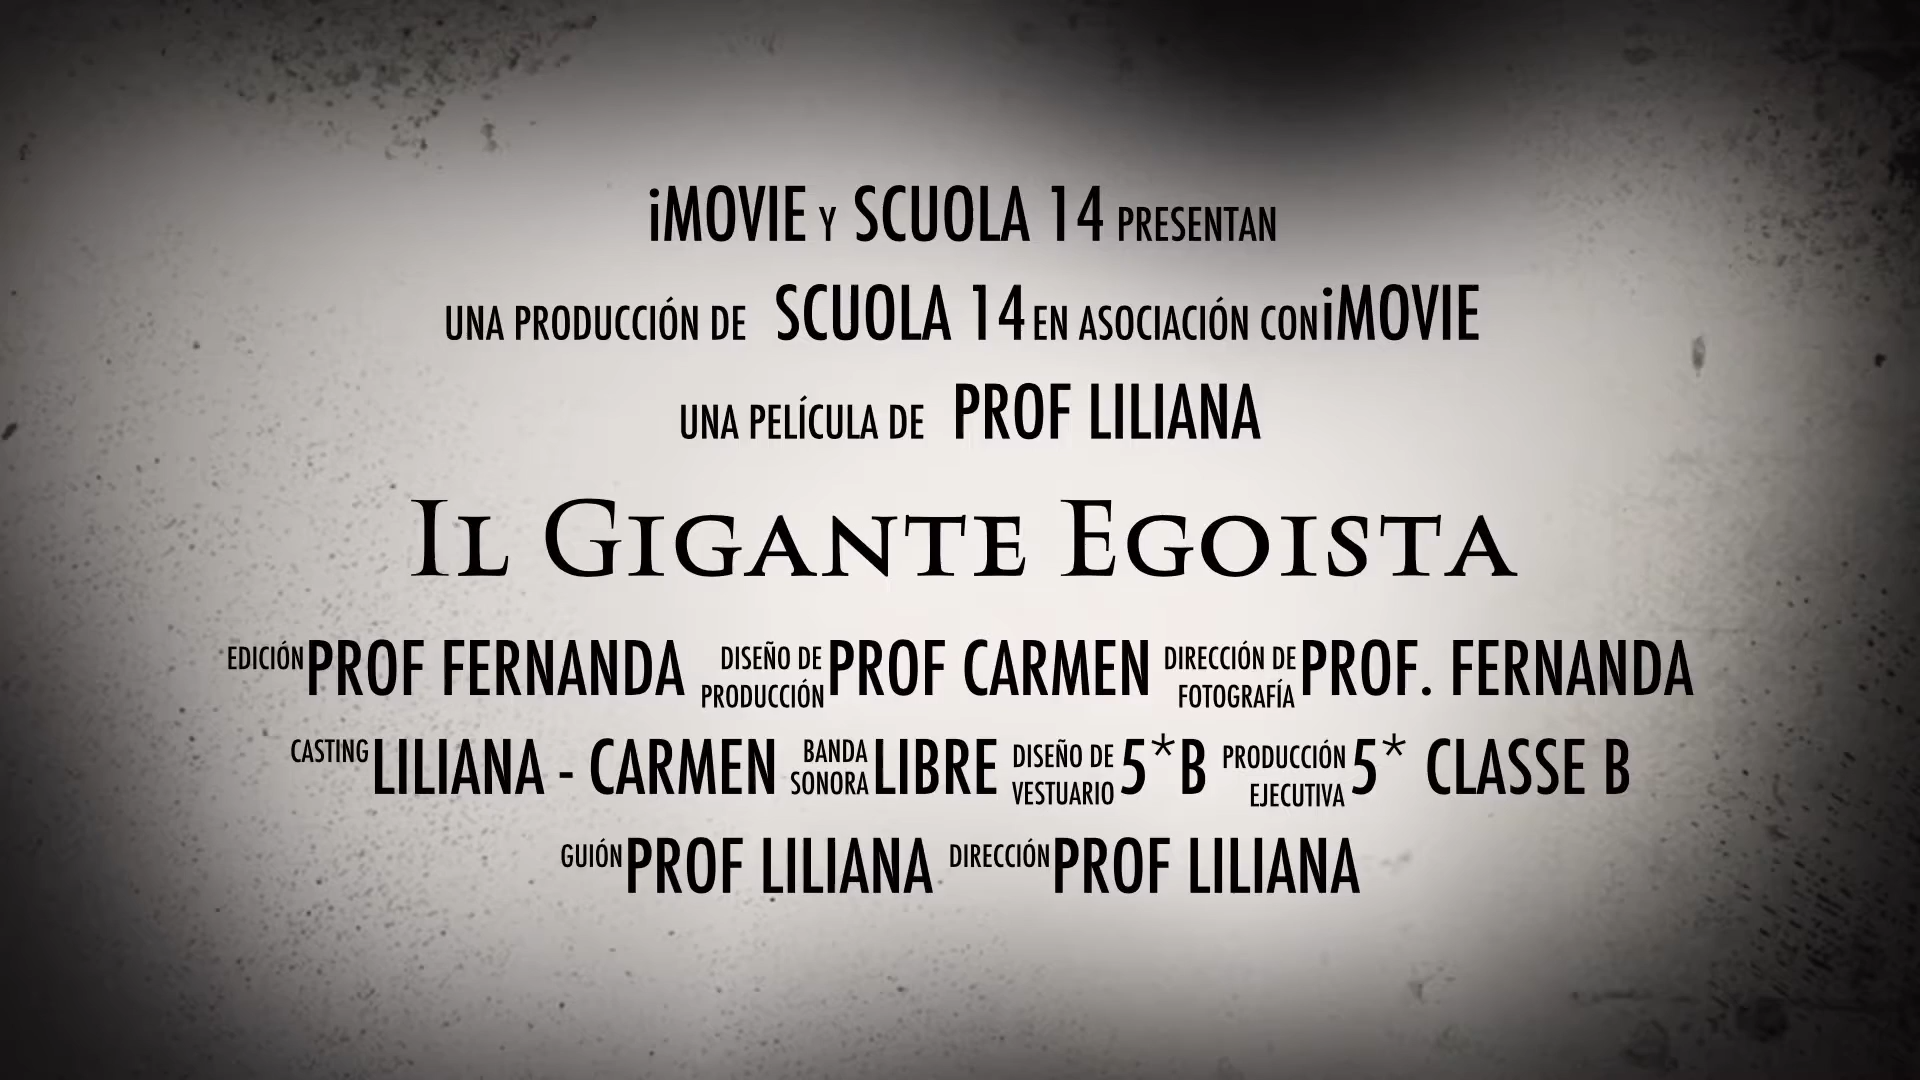 iMOVIE Y SCUOLA 14 PRESENTAN
UNA PRODUCCIÓN DE SCUOLA 14 EN ASOCIACIÓN CON iMOVIE
UNA PELÍCULA DE PROF LILIANA
IL GIGANTE EGOISTA
EDICIÓN PROF FERNANDA DISEÑO DE PRODUCCIÓN PROF CARMEN DIRECCIÓN DE FOTOGRAFÍA PROF. FERNANDA
CASTING LILIANA - CARMEN BANDA SONORA LIBRE DISEÑO DE VESTUARIO 5*B PRODUCCIÓN EJECUTIVA 5* CLASSE B
GUIÓN PROF LILIANA DIRECCIÓN PROF LILIANA